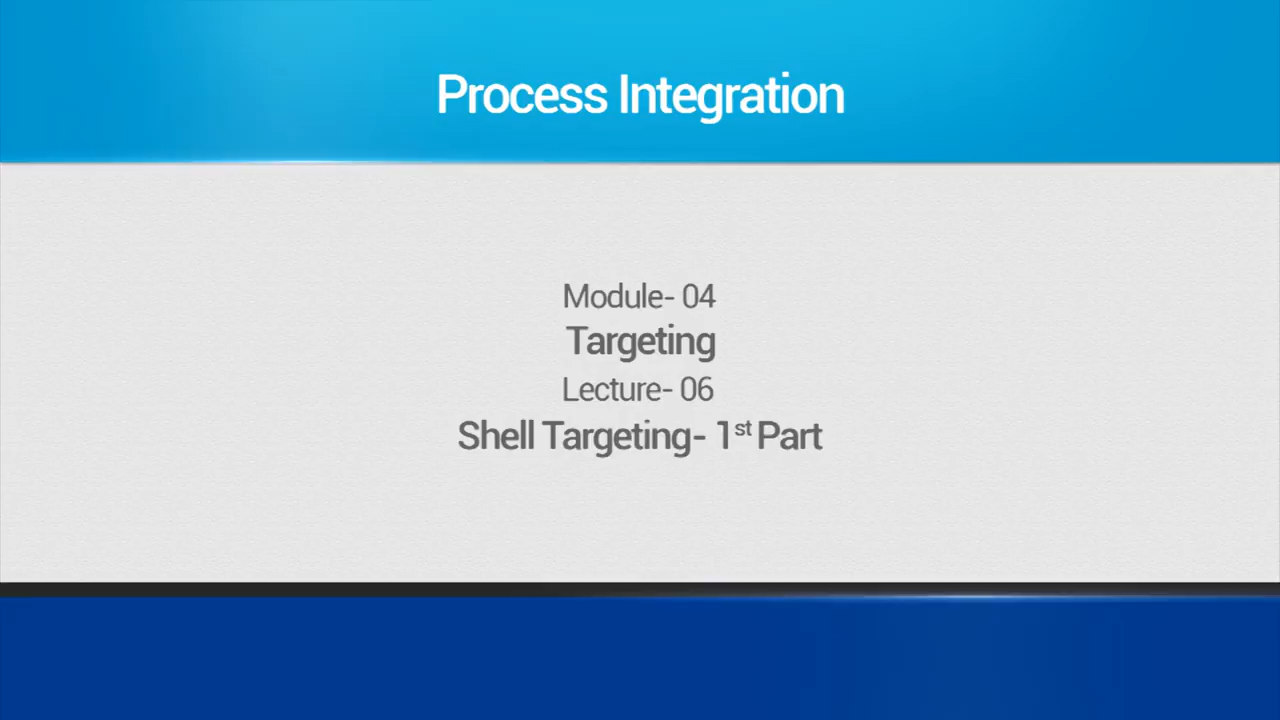 Process Integration
Module- 04
Targeting
Lecture- 06
Shell Targeting- 1st Part